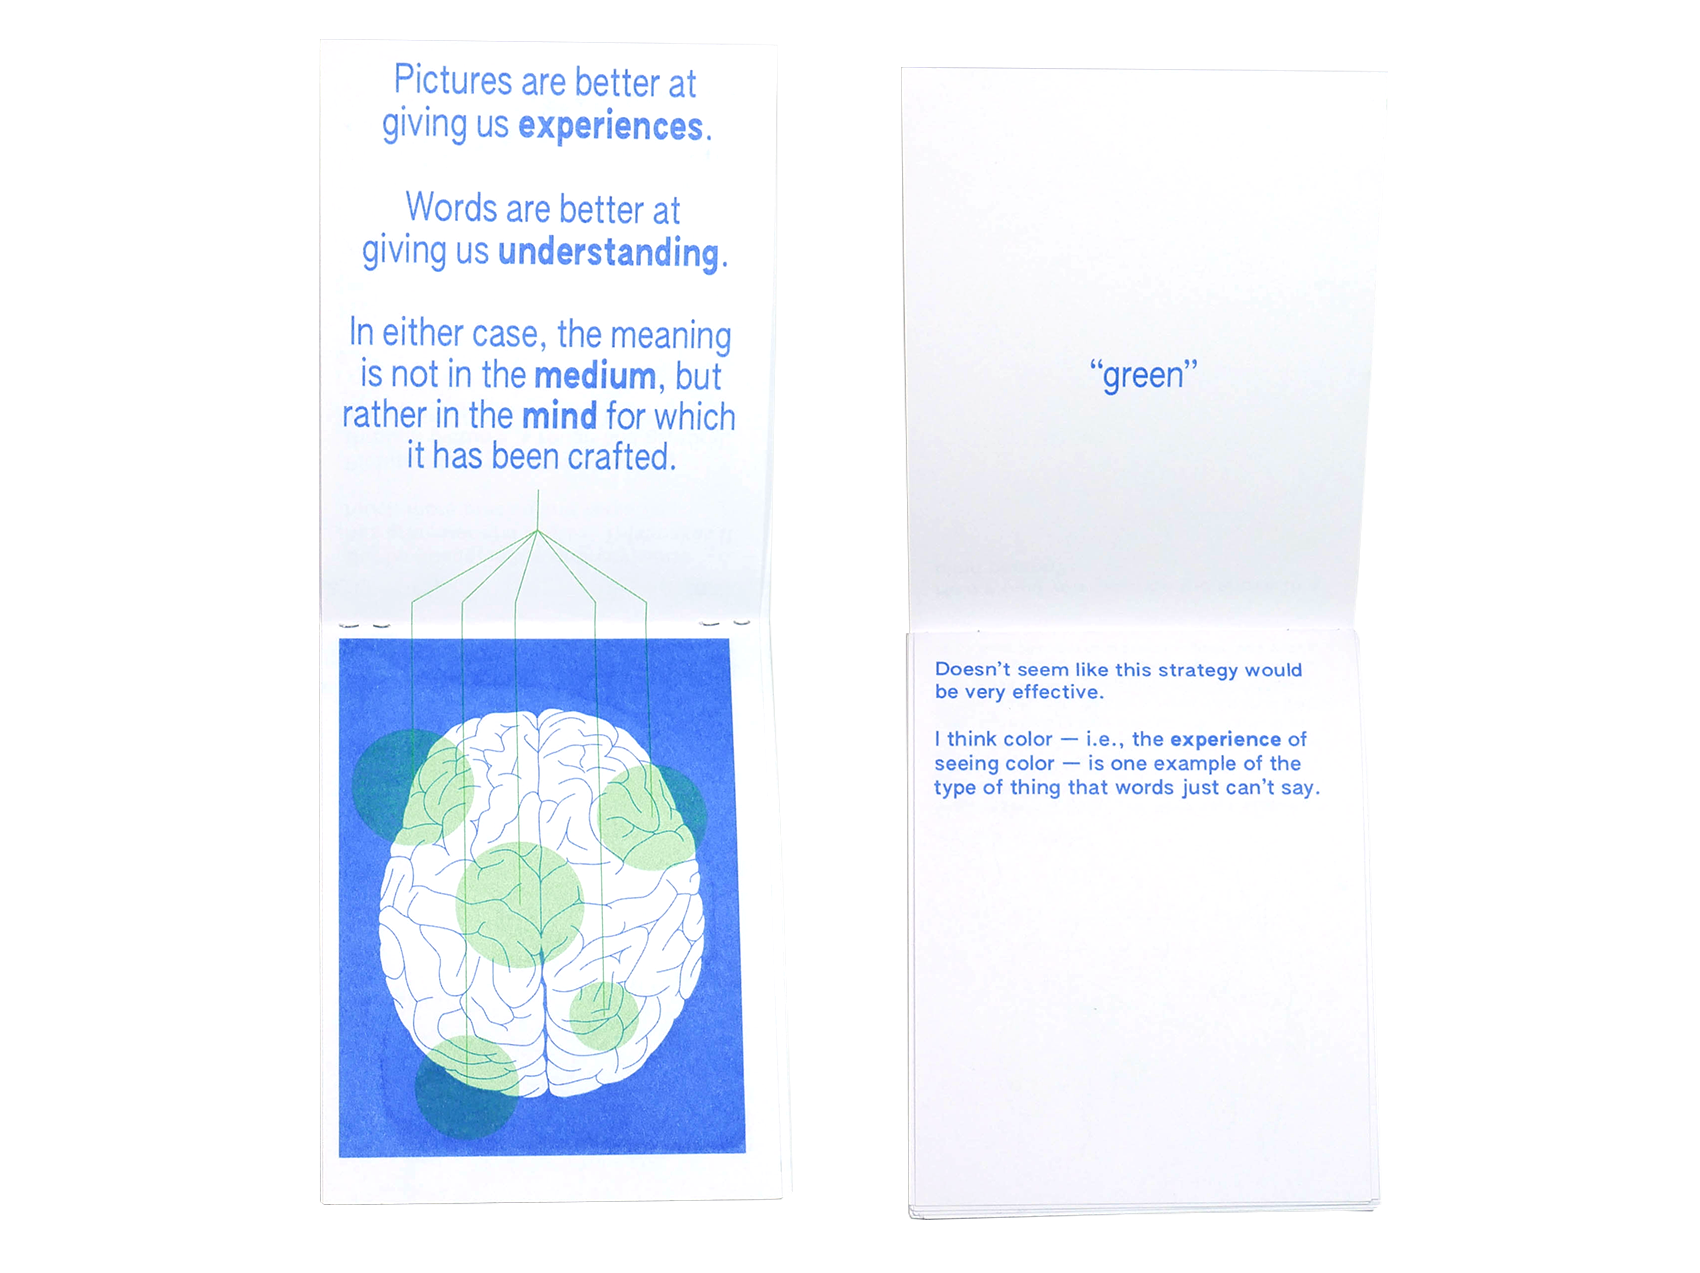 Pictures are better at
giving us experiences.
Words are better at
giving us understanding.
In either case, the meaning
is not in the medium, but
rather in the mind for which
it has been crafted.
“green”
Doesn’t seem like this strategy would
be very effective.
I think color — i.e., the experience of
seeing color — is one example of the
type of thing that words just can’t say.